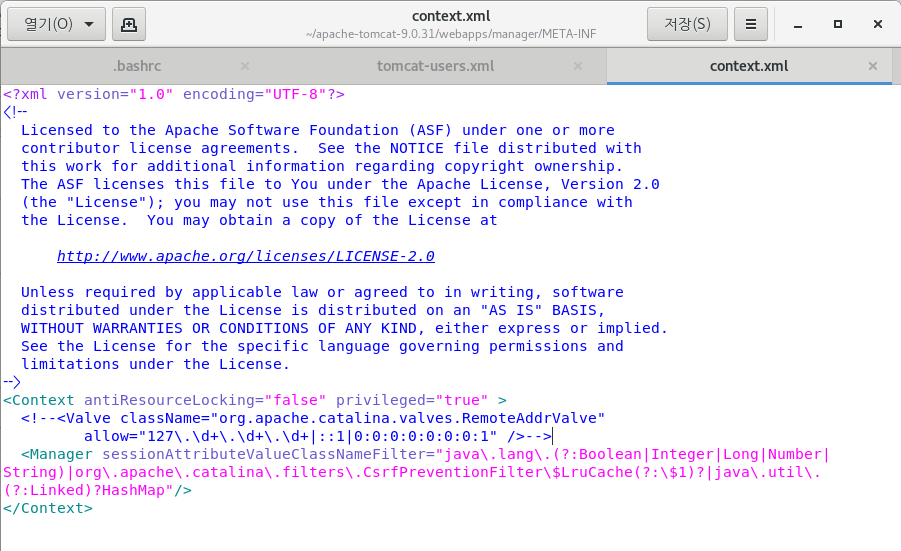 열기(O)
context.xml
~/apache-tomcat-9.0.31/webapps/manager/META-INF
저장(S)
.bashrc
tomcat-users.xml
context.xml
<?xml version="1.0" encoding="UTF-8"?>
<!--
  Licensed to the Apache Software Foundation (ASF) under one or more
  contributor license agreements.  See the NOTICE file distributed with
  this work for additional information regarding copyright ownership.
  The ASF licenses this file to You under the Apache License, Version 2.0
  (the "License"); you may not use this file except in compliance with
  the License.  You may obtain a copy of the License at
      http://www.apache.org/licenses/LICENSE-2.0
  Unless required by applicable law or agreed to in writing, software
  distributed under the License is distributed on an "AS IS" BASIS,
  WITHOUT WARRANTIES OR CONDITIONS OF ANY KIND, either express or implied.
  See the License for the specific language governing permissions and
  limitations under the License.
-->
<Context antiResourceLocking="false" privileged="true" >
  <!--<Valve className="org.apache.catalina.valves.RemoteAddrValve"
         allow="127\.\d+\.\d+\.\d+|::1|0:0:0:0:0:0:0:1" />-->
  <Manager sessionAttributeValueClassNameFilter="java\.lang\.(?:Boolean|Integer|Long|Number|
String)|org\.apache\.catalina\.filters\.CsrfPreventionFilter\$LruCache(?:\$1)?|java\.util\.
(?:Linked)?HashMap"/>
</Context>